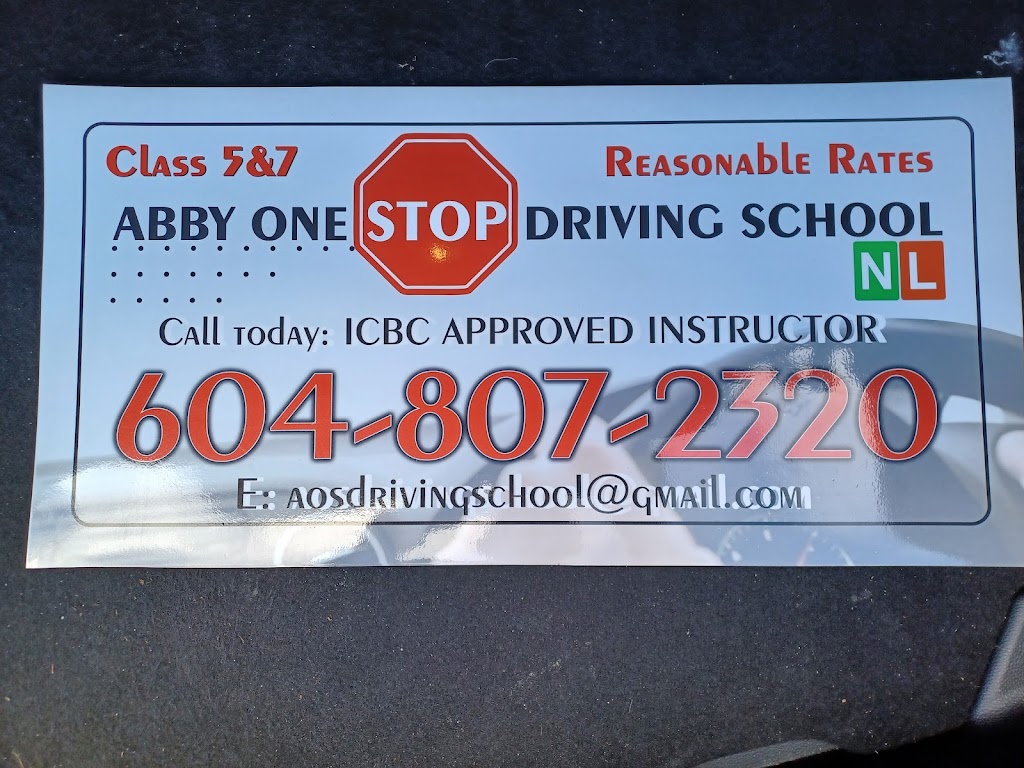 Class 5&7 Reasonable Rates
ABBY ONE STOP DRIVING SCHOOL
N L
Call today: ICBC APPROVED INSTRUCTOR
604-807-2320
E: aosdrivingschool@gmail.com